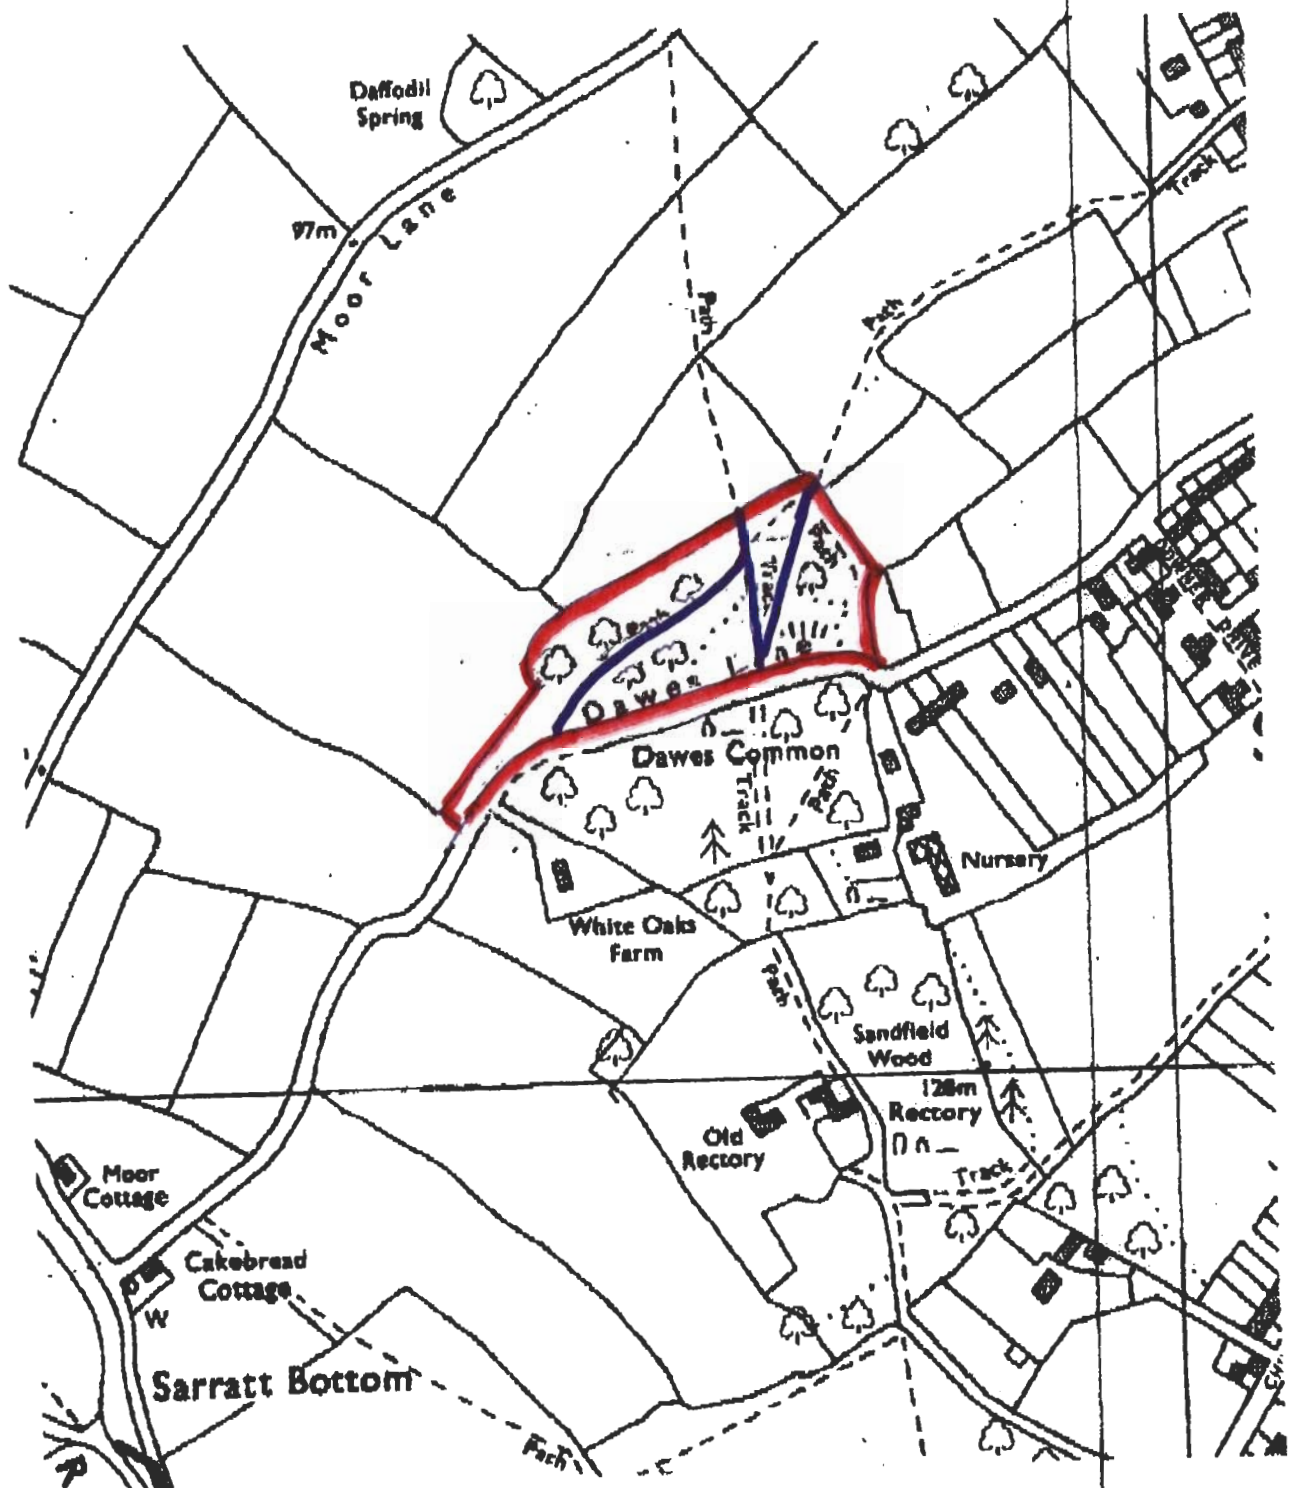 Daffodil
Spring
Track
97m
Moor Lane
Path
Path
Track
Path
Path
Dawes Lane
Dawes Common
Track
Path
Nursery
White Oaks
Farm
Path
Sandfield
Wood
128m
Rectory
Old
Rectory
Track
Moor
Cottage
Cakebread
Cottage
W
Sarratt Bottom
Path
R